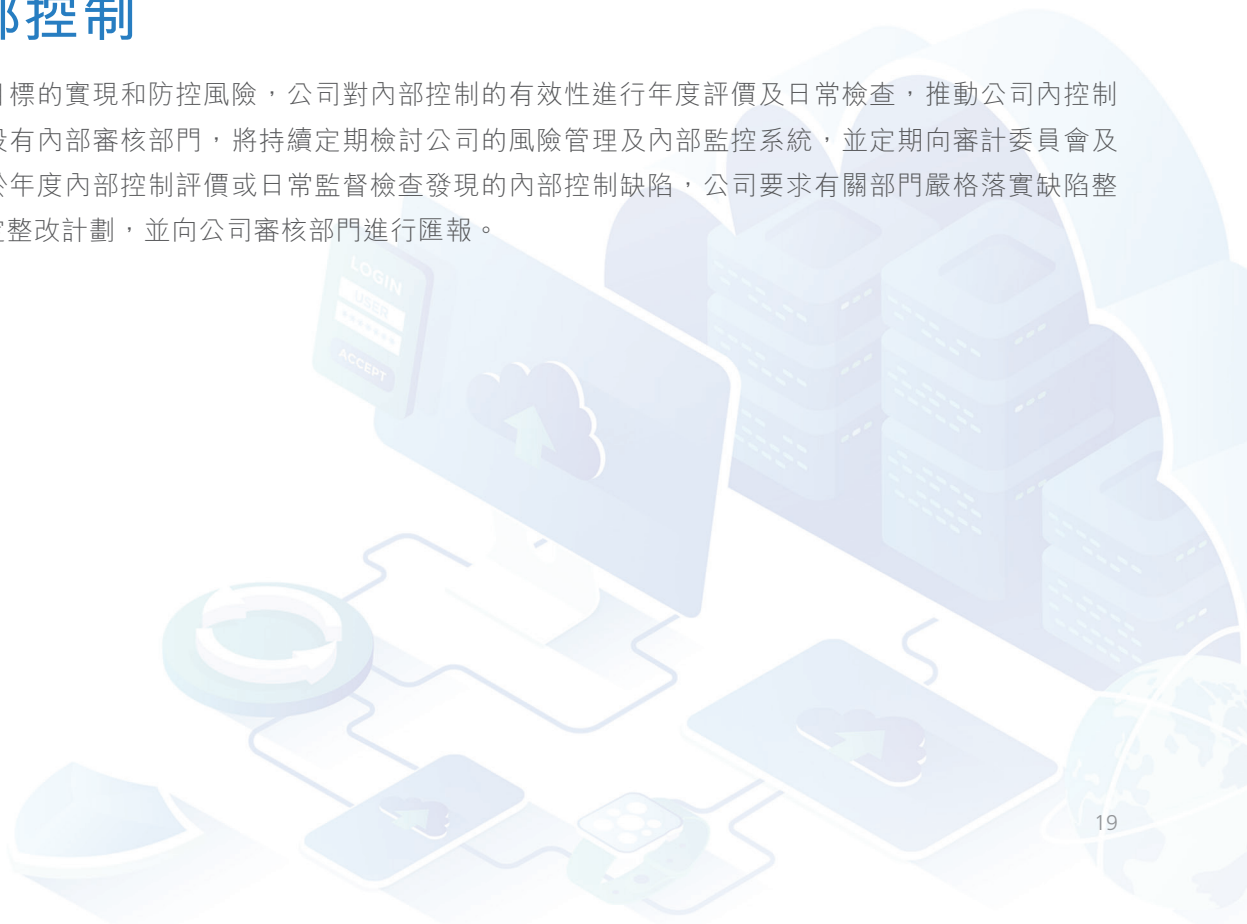 部控制
目標的實現和防控風險，公司對內部控制的有效性進行年度評價及日常檢查，推動公司內控制
設有內部審核部門，將持續定期檢討公司的風險管理及內部監控系統，並定期向審計委員會及
於年度內部控制評價或日常監督檢查發現的內部控制缺陷，公司要求有關部門嚴格落實缺陷整
定整改計劃，並向公司審核部門進行匯報。
LOGIN
USER
*******
ACCEPT
19